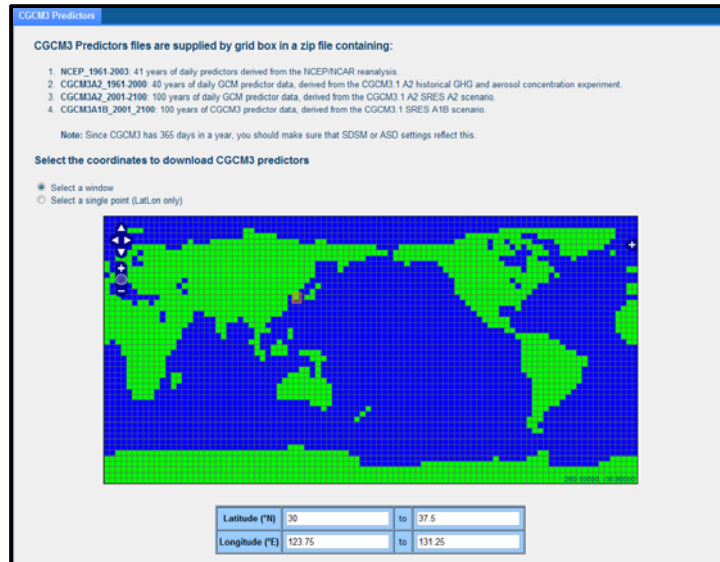 CGCM3 Predictors
CGCM3 Predictors files are supplied by grid box in a zip file containing:
1. NCEP_1961-2003: 41 years of daily predictors derived from the NCEP/NCAR reanalysis.
2. CGCM3A2_1961-2000: 40 years of daily GCM predictor data, derived from the CGCM3.1 A2 historical GHG and aerosol concentration experiment.
3. CGCM3A2_2001-2100: 100 years of daily GCM predictor data, derived from the CGCM3.1 A2 SRES A2 scenario.
4. CGCM3A1B_2001_2100: 100 years of CGCM3 predictor data, derived from the CGCM3.1 SRES A1B scenario.
Note: Since CGCM3 has 365 days in a year, you should make sure that SDSM or ASD settings reflect this.
Select the coordinates to download CGCM3 predictors
Select a window
Select a single point (LatLon only)
Latitude (°N) 30 to 37.5
Longitude (°E) 123.75 to 131.25